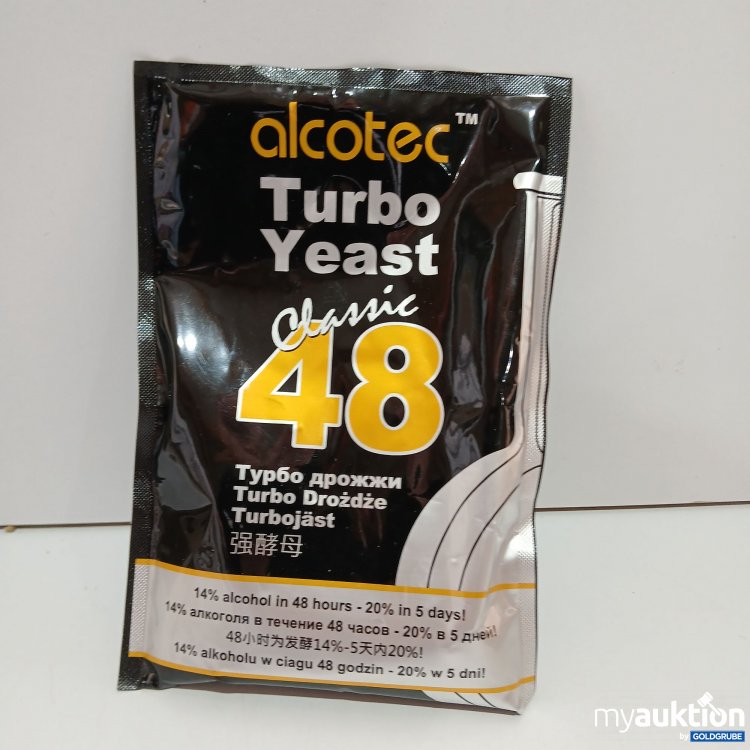 alcotec™
Turbo
Yeast
Classic
48
Турбо дрожжи
Turbo Drożdże
Turbojäst
强酵母
14% alcohol in 48 hours - 20% in 5 days!
14% алкоголя в течение 48 часов - 20% в 5 дней!
48小时为发酵14%-5天内20%!
14% alkoholu w ciagu 48 godzin - 20% w 5 dni!
myauktion
by GOLDGRUBE